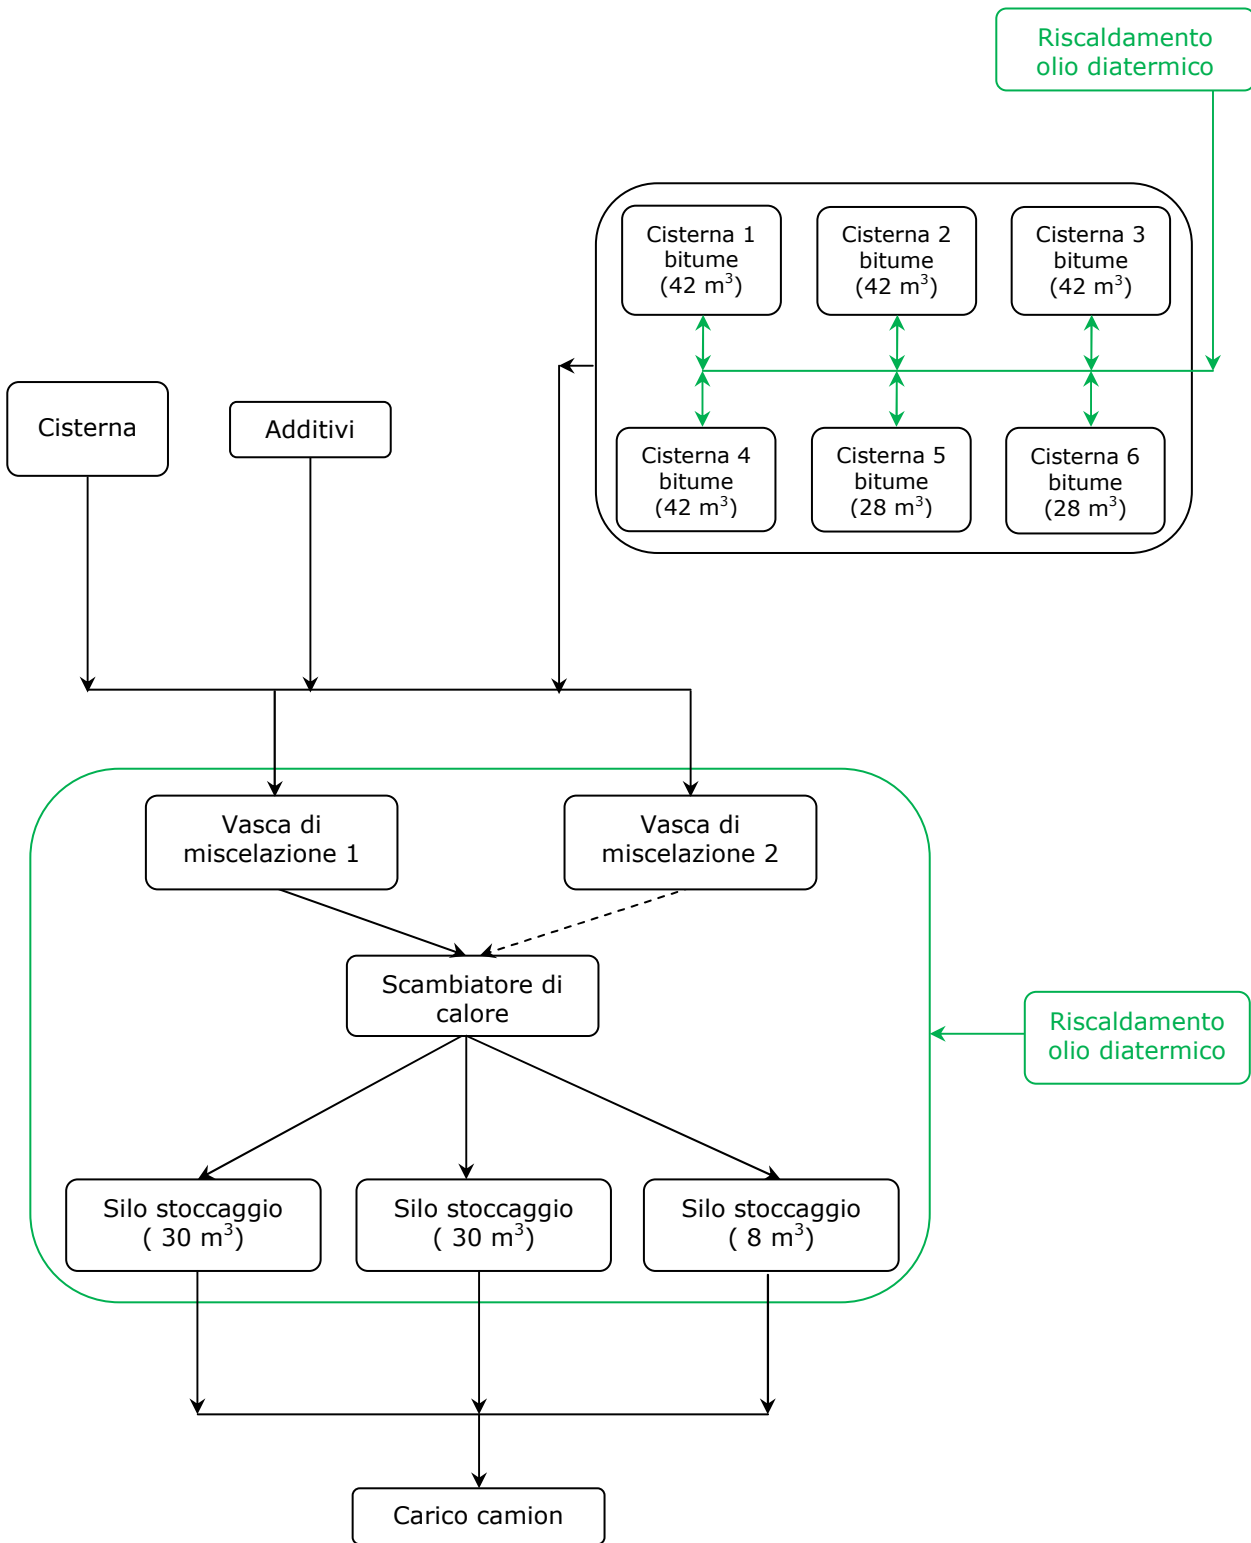 Riscaldamento
olio diatermico
Cisterna 1
bitume
(42 m³)
Cisterna 2
bitume
(42 m³)
Cisterna 3
bitume
(42 m³)
Cisterna
Additivi
Cisterna 4
bitume
(42 m³)
Cisterna 5
bitume
(28 m³)
Cisterna 6
bitume
(28 m³)
Vasca di
miscelazione 1
Vasca di
miscelazione 2
Scambiatore di
calore
Riscaldamento
olio diatermico
Silo stoccaggio
( 30 m³)
Silo stoccaggio
( 30 m³)
Silo stoccaggio
( 8 m³)
Carico camion